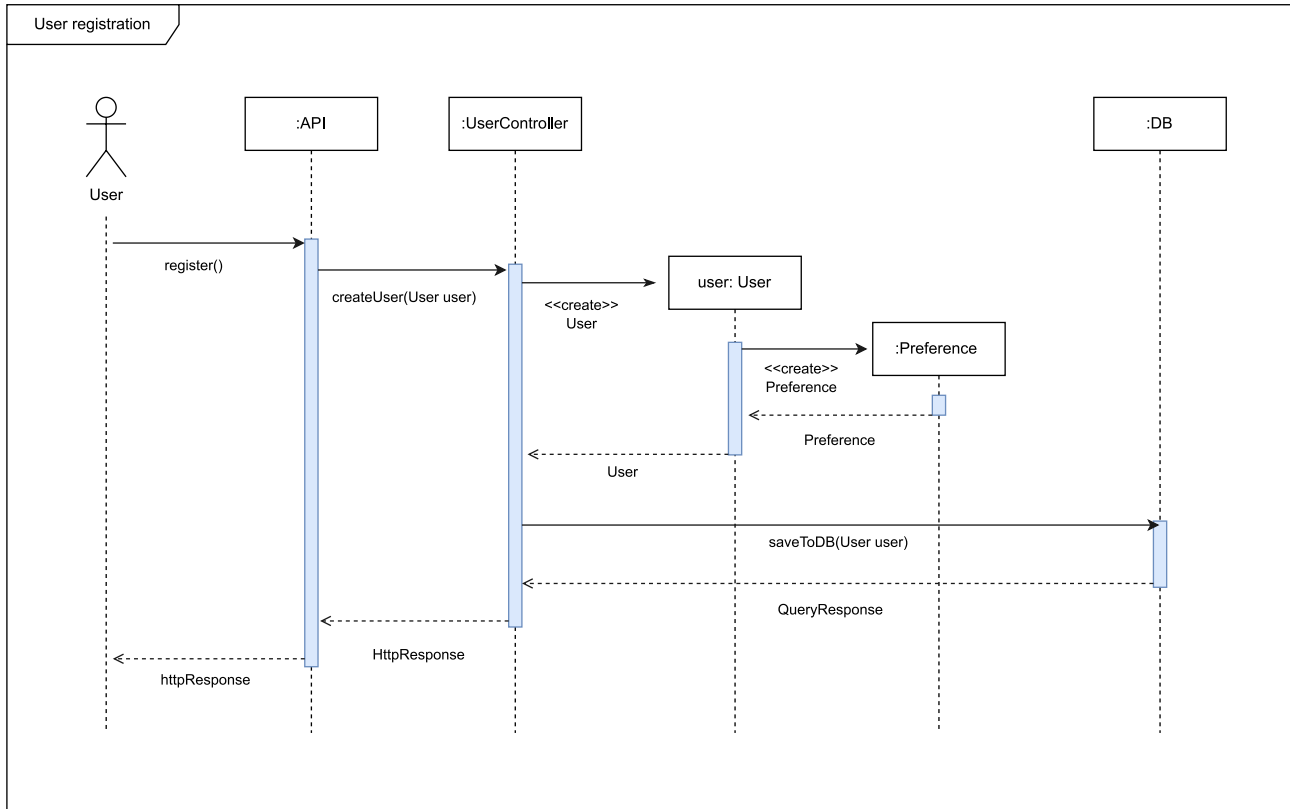 User registration
:API
:UserController
:DB
User
register()
createUser(User user)
<<create>>
User
user: User
<<create>>
Preference
:Preference
Preference
User
saveToDB(User user)
QueryResponse
HttpResponse
httpResponse